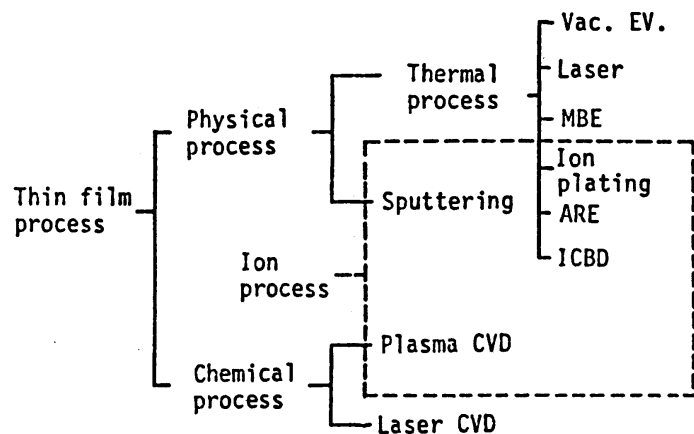 Vac. EV.
Thermal
process
Laser
MBE
Physical
process
Ion
plating
Thin film
process
Sputtering
ARE
Ion
process
ICBD
Plasma CVD
Chemical
process
Laser CVD